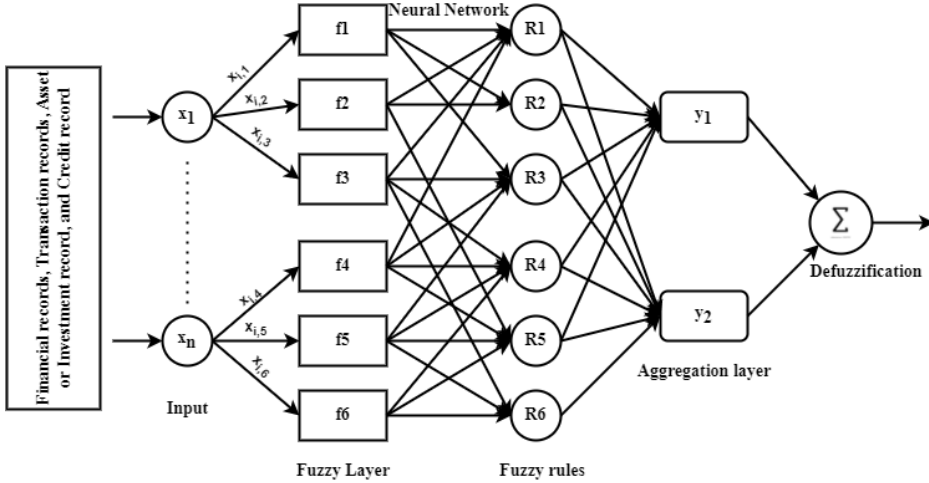 Financial records, Transaction records, Asset
or Investment record, and Credit record
x1
xn
Input
xi,1
xi,2
xi,3
xi,4
xi,5
xi,6
f1
f2
f3
f4
f5
f6
Fuzzy Layer
Neural Network
R1
R2
R3
R4
R5
R6
Fuzzy rules
y1
y2
Aggregation layer
Σ
Defuzzification